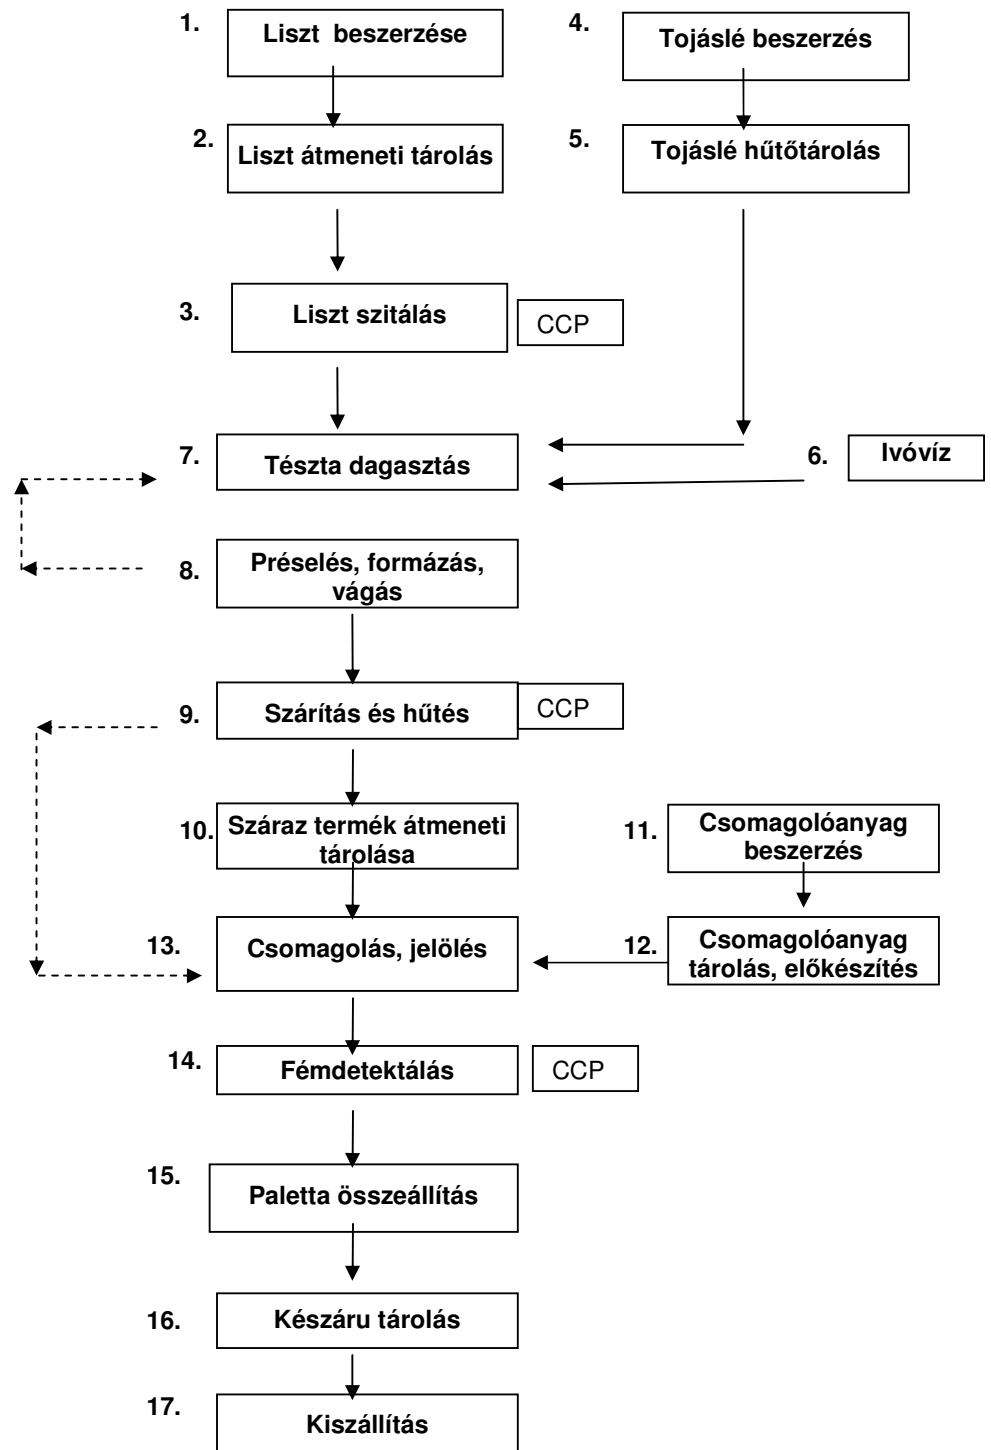 1.
Liszt beszerzése
4.
Tojáslé beszerzés
2.
Liszt átmeneti tárolás
5.
Tojáslé hűtőtárolás
3.
Liszt szitálás
CCP
7.
Tészta dagasztás
6.
Ivóvíz
8.
Préselés, formázás,
vágás
9.
Szárítás és hűtés
CCP
10.
Száraz termék átmeneti
tárolása
11.
Csomagolóanyag
beszerzés
13.
Csomagolás, jelölés
12.
Csomagolóanyag
tárolás, előkészítés
14.
Fémdetektálás
CCP
15.
Paletta összeállítás
16.
Készáru tárolás
17.
Kiszállítás